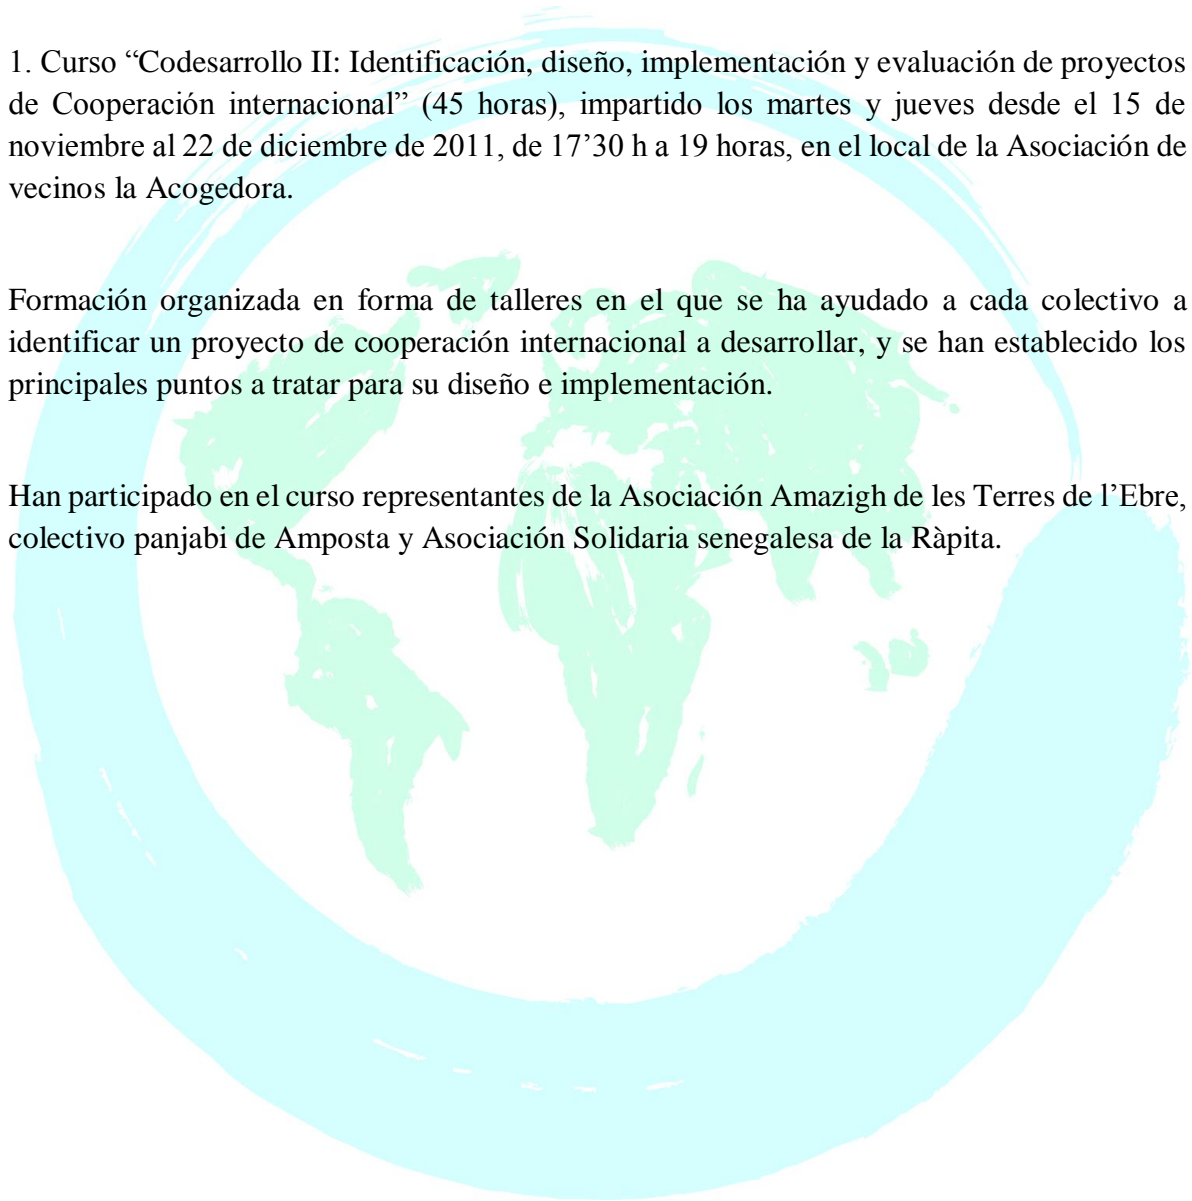 1. Curso “Codesarrollo II: Identificación, diseño, implementación y evaluación de proyectos
de Cooperación internacional” (45 horas), impartido los martes y jueves desde el 15 de
noviembre al 22 de diciembre de 2011, de 17’30 h a 19 horas, en el local de la Asociación de
vecinos la Acogedora.
Formación organizada en forma de talleres en el que se ha ayudado a cada colectivo a
identificar un proyecto de cooperación internacional a desarrollar, y se han establecido los
principales puntos a tratar para su diseño e implementación.
Han participado en el curso representantes de la Asociación Amazigh de les Terres de l’Ebre,
colectivo panjabi de Amposta y Asociación Solidaria senegalesa de la Ràpita.